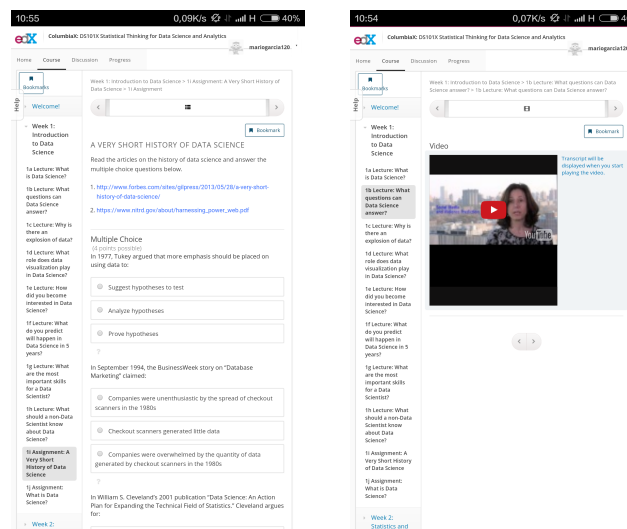 10:55
0,09K/s
H
40%
edX
ColumbiaX: DS101X Statistical Thinking for Data Science and Analytics
mariogarcia120
Home
Course
Discussion
Progress
Bookmarks
Help
Welcome!
Week 1:
Introduction
to Data
Science
1a Lecture: What
is Data Science?
1b Lecture: What
questions can
Data Science
answer?
1c Lecture: Why is
there an
explosion of data?
1d Lecture: What
role does data
visualization play
in Data Science?
1e Lecture: How
did you become
interested in Data
Science?
1f Lecture: What
do you predict
will happen in
Data Science in 5
years?
1g Lecture: What
are the most
important skills
for a Data
Scientist?
1h Lecture: What
should a non-Data
Scientist know
about Data
Science?
1i Assignment: A
Very Short
History of Data
Science
1j Assignment:
What is Data
Science?
Week 2:
Week 1: Introduction to Data Science > 1i Assignment: A Very Short History of
Data Science > 1i Assignment
Bookmark
A VERY SHORT HISTORY OF DATA SCIENCE
Read the articles on the history of data science and answer the
multiple choice questions below.
1. http://www.forbes.com/sites/gilpress/2013/05/28/a-very-short-
history-of-data-science/
2. https://www.nitrd.gov/about/harnessing_power_web.pdf
Multiple Choice
(4 points possible)
In 1977, Tukey argued that more emphasis should be placed on
using data to:
Suggest hypotheses to test
Analyze hypotheses
Prove hypotheses
?
In September 1994, the BusinessWeek story on "Database
Marketing" claimed:
Companies were unenthusiastic by the spread of checkout
scanners in the 1980s
Checkout scanners generated little data
Companies were overwhelmed by the quantity of data
generated by checkout scanners in the 1980s
?
In William S. Cleveland's 2001 publication "Data Science: An Action
Plan for Expanding the Technical Field of Statistics." Cleveland argues
for:
10:54
0,07K/s
H
edX
ColumbiaX: DS101X Statistical Thinking for Data Science and Analytics
mariogarcia120
Home
Course
Discussion
Progress
Bookmarks
Help
Welcome!
Week 1:
Introduction
to Data
Science
1a Lecture: What
is Data Science?
1b Lecture: What
questions can
Data Science
answer?
1c Lecture: Why is
there an
explosion of data?
1d Lecture: What
role does data
visualization play
in Data Science?
1e Lecture: How
did you become
interested in Data
Science?
1f Lecture: What
do you predict
will happen in
Data Science in 5
years?
1g Lecture: What
are the most
important skills
for a Data
Scientist?
1h Lecture: What
should a non-Data
Scientist know
about Data
Science?
1i Assignment: A
Very Short History
of Data Science
1j Assignment:
What is Data
Science?
Week 2:
Statistics and
Week 1: Introduction to Data Science > 1b Lecture: What questions can Data
Science answer? > 1b Lecture: What questions can Data Science answer?
Bookmark
Video
Transcript will be
displayed when you start
playing the video.
YouTube